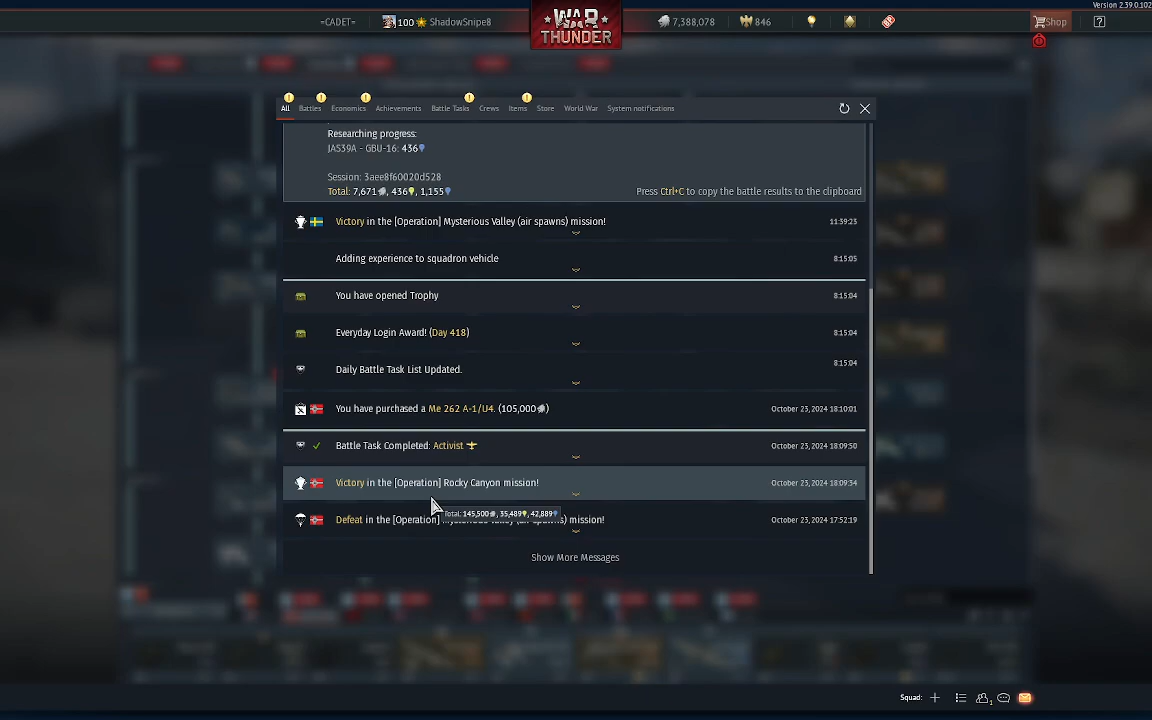 Version 2.39.0.102
~CADET~
100 ShadowSnipe8
WAR THUNDER
7,388,078
846
Shop
?
All
Battles
Economics
Achievements
Battle Tasks
Crews
Items
Store
World War
System notifications
Researching progress:
JAS39A - GBU-16: 436
Session: 3aee8f60020d528
Total: 7,671, 436, 1,155
Press Ctrl+C to copy the battle results to the clipboard
Victory in the [Operation] Mysterious Valley (air spawns) mission!
11:39:23
Adding experience to squadron vehicle
8:15:05
You have opened Trophy
8:15:04
Everyday Login Award! (Day 418)
8:15:04
Daily Battle Task List Updated.
8:15:04
You have purchased a Me 262 A-1/U4. (105,000)
October 23, 2024 18:10:01
Battle Task Completed: Activist
October 23, 2024 18:09:50
Victory in the [Operation] Rocky Canyon mission!
October 23, 2024 18:09:34
Total: 145,500, 35,489, 42,889
Defeat in the [Operation] Mysterious Valley (air spawns) mission!
October 23, 2024 17:52:19
Show More Messages
Squad:
1